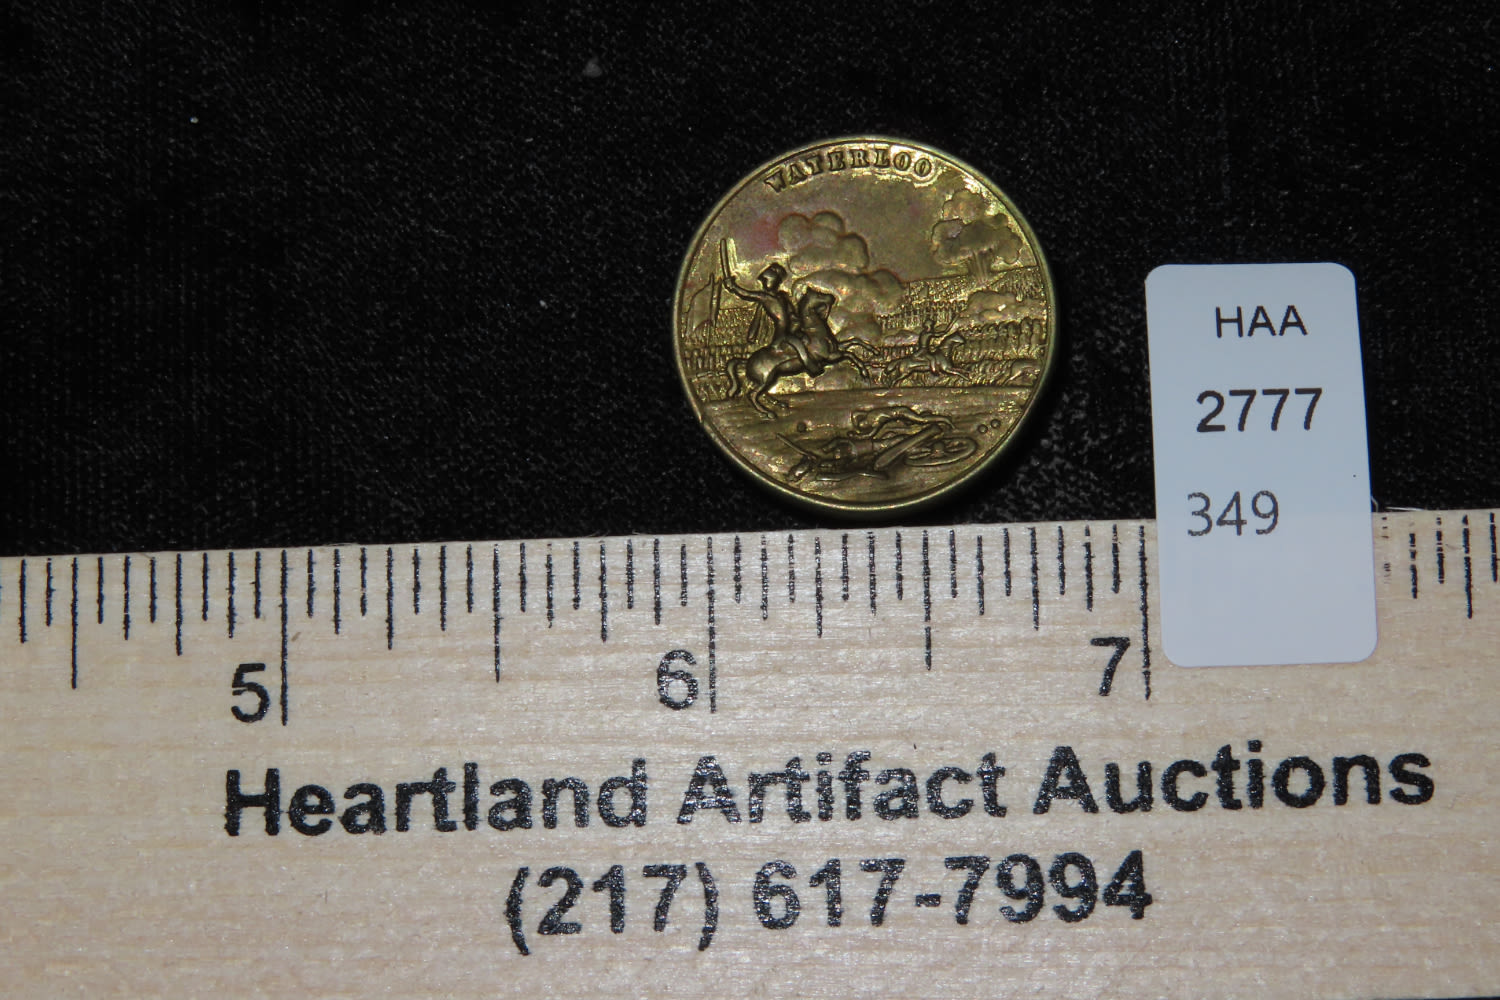 WATERLOO
HAA
2777
349
5 6 7
Heartland Artifact Auctions
(217) 617-7994